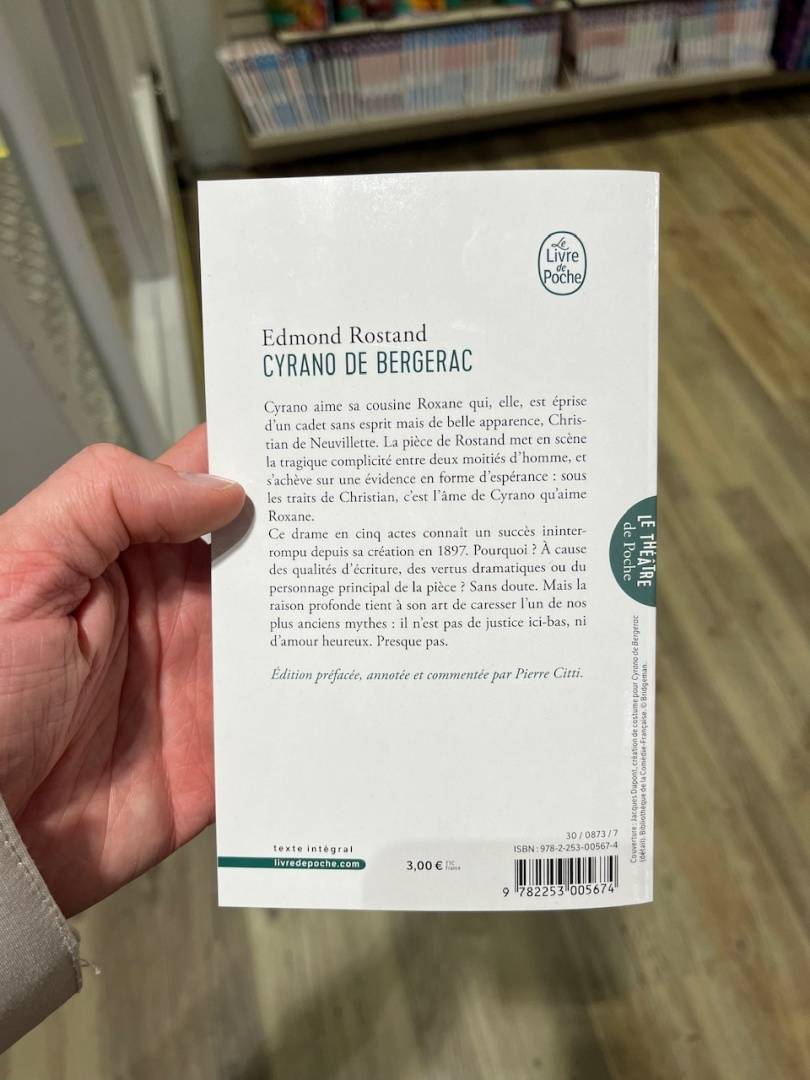 Le
Livre
de
Poche
Edmond Rostand
CYRANO DE BERGERAC
Cyrano aime sa cousine Roxane qui, elle, est éprise
d'un cadet sans esprit mais de belle apparence, Chris-
tian de Neuvillette. La pièce de Rostand met en scène
la tragique complicité entre deux moitiés d'homme, et
s'achève sur une évidence en forme d'espérance : sous
les traits de Christian, c'est l'âme de Cyrano qu'aime
Roxane.
Ce drame en cinq actes connaît un succès ininter-
rompu depuis sa création en 1897. Pourquoi ? À cause
des qualités d'écriture, des vertus dramatiques ou du
personnage principal de la pièce ? Sans doute. Mais la
raison profonde tient à son art de caresser l'un de nos
plus anciens mythes : il n'est pas de justice ici-bas, ni
d'amour heureux. Presque pas.
Édition préfacée, annotée et commentée par Pierre Citti.
LE THÉÂTRE
de Poche
Couverture : Jacques Dupont, création de costume pour Cyrano de Bergerac
(détail). Bibliothèque de la Comédie-Française. © Bridgeman.
texte intégral
livredepoche.com
3,00 € TTC
France
30 / 0873 / 7
ISBN : 978-2-253-00567-4
9 782253 005674